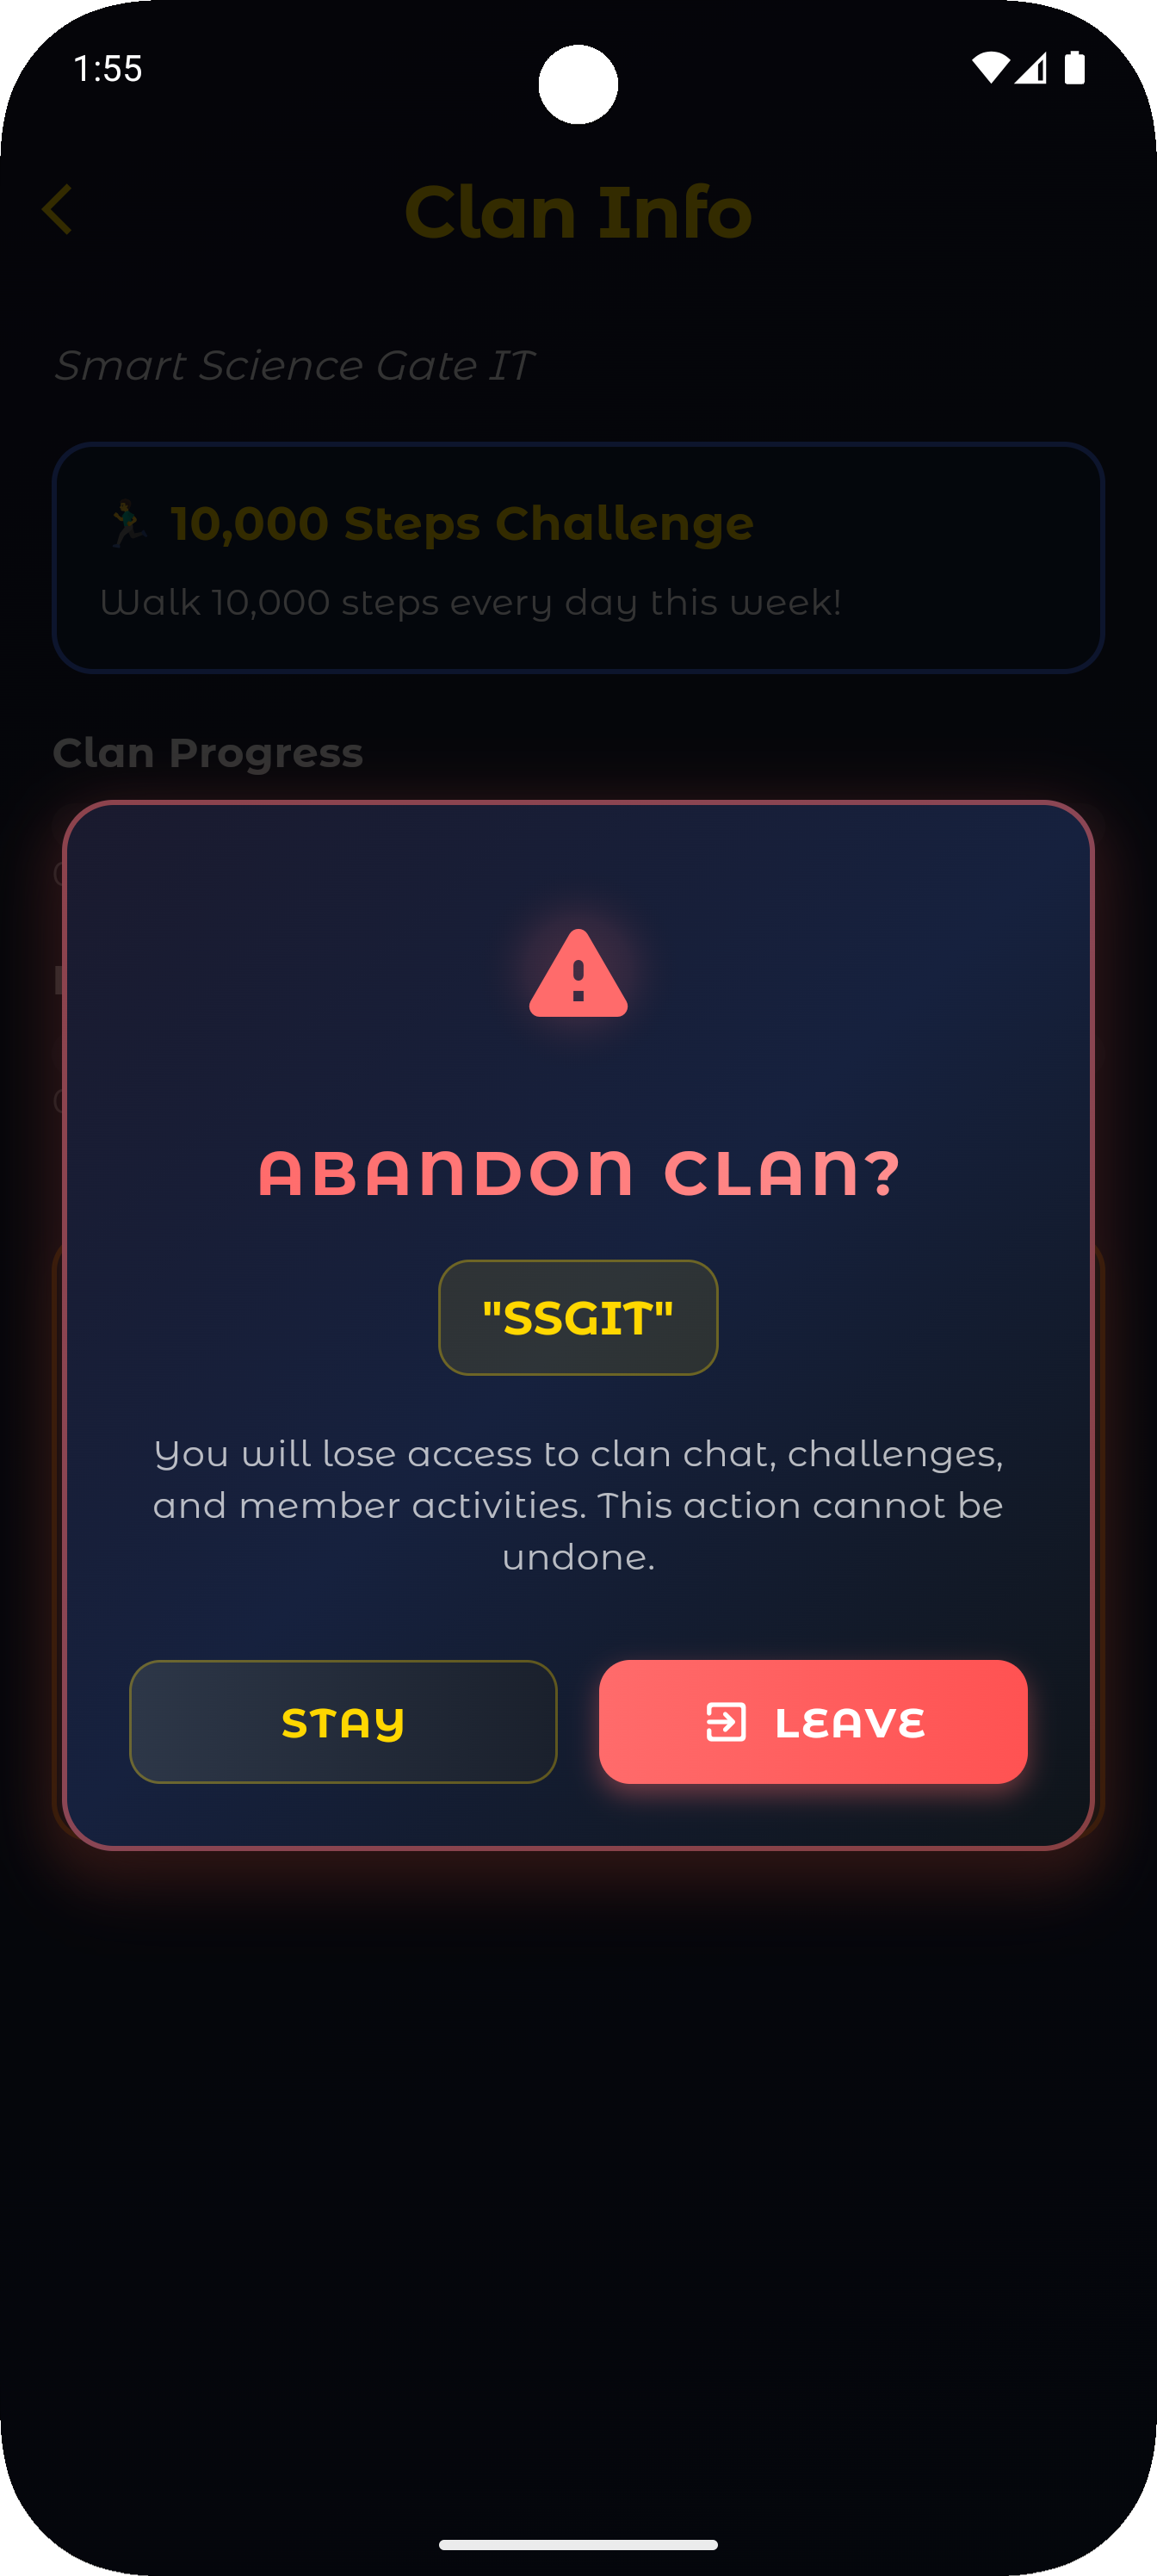 1:55
Clan Info
Smart Science Gate IT
10,000 Steps Challenge
Walk 10,000 steps every day this week!
Clan Progress
ABANDON CLAN?
"SSGIT"
You will lose access to clan chat, challenges,
and member activities. This action cannot be
undone.
STAY
LEAVE